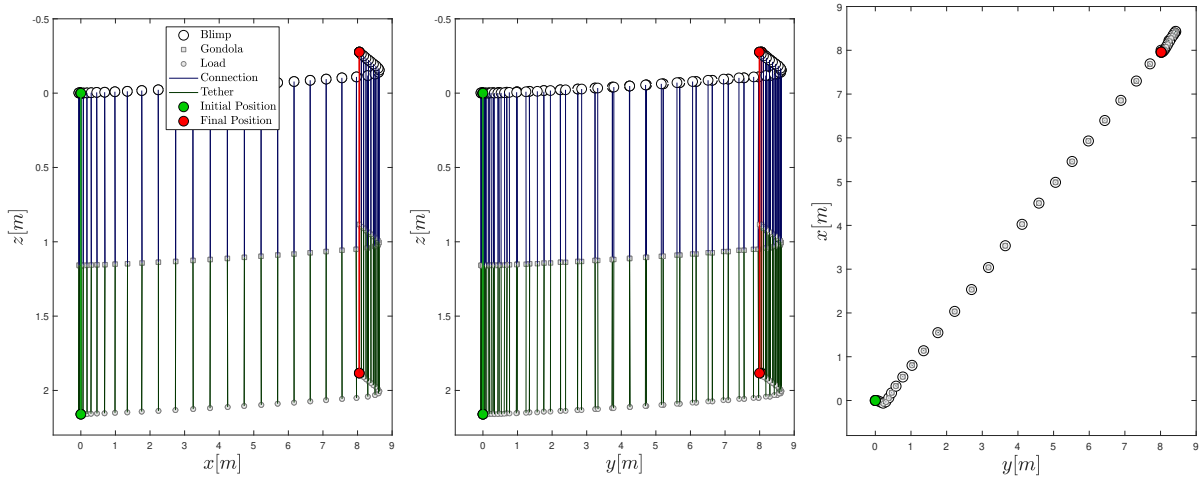 -0.5
0
0.5
1
1.5
2
0 1 2 3 4 5 6 7 8 9
z[m]
x[m]
Blimp
Gondola
Load
Connection
Tether
Initial Position
Final Position
-0.5
0
0.5
1
1.5
2
0 1 2 3 4 5 6 7 8 9
z[m]
y[m]
9
8
7
6
5
4
3
2
1
0
0 1 2 3 4 5 6 7 8 9
x[m]
y[m]